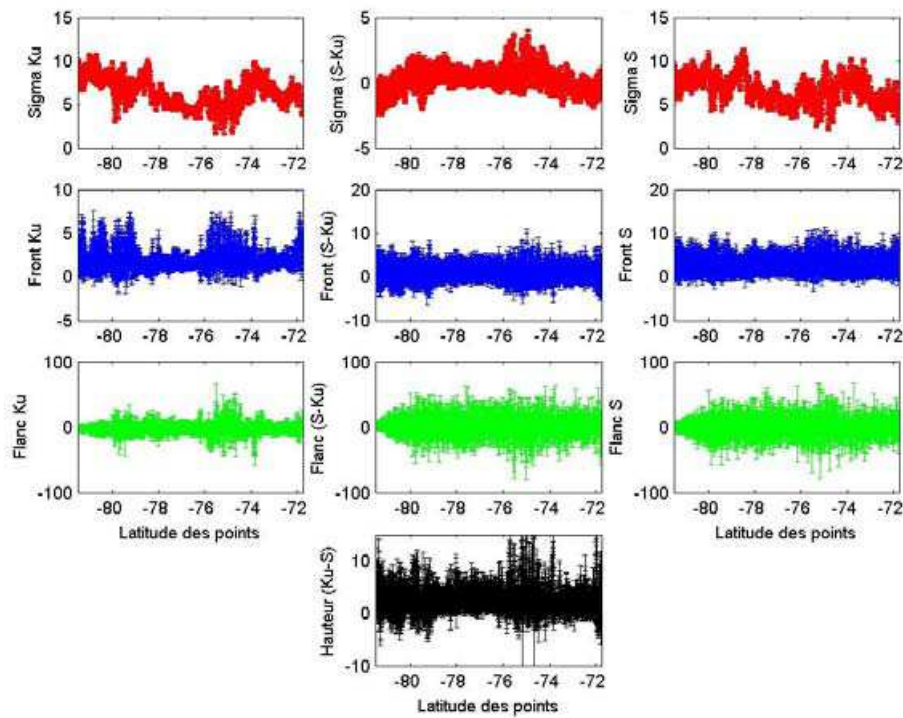 15
10
5
0
Sigma Ku
-80 -78 -76 -74 -72
5
0
-5
Sigma (S-Ku)
-80 -78 -76 -74 -72
15
10
5
0
Sigma S
-80 -78 -76 -74 -72
10
5
0
-5
Front Ku
-80 -78 -76 -74 -72
20
10
0
-10
Front (S-Ku)
-80 -78 -76 -74 -72
20
10
0
-10
Front S
-80 -78 -76 -74 -72
100
0
-100
Flanc Ku
-80 -78 -76 -74 -72
Latitude des points
100
0
-100
Flanc (S-Ku)
-80 -78 -76 -74 -72
100
0
-100
Flanc S
-80 -78 -76 -74 -72
Latitude des points
10
0
-10
Hauteur (Ku-S)
-80 -78 -76 -74 -72
Latitude des points